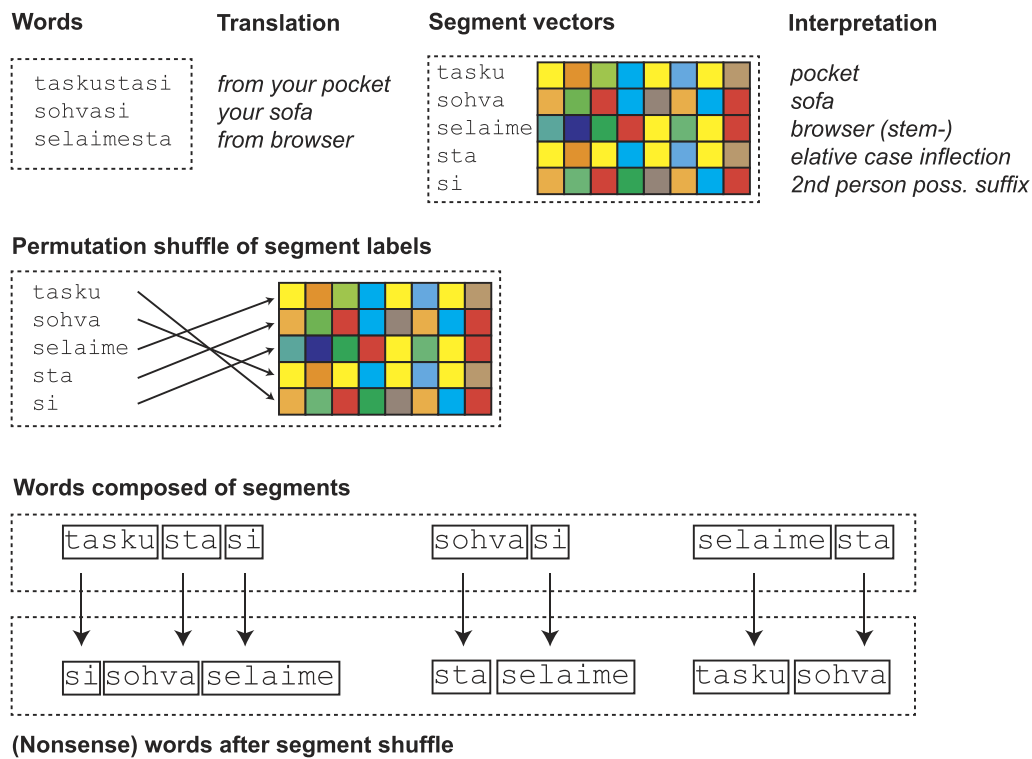 Words
Translation
Segment vectors
Interpretation
taskustasi
from your pocket
sohvasi
your sofa
selaimesta
from browser
tasku
pocket
sohva
sofa
selaime
browser (stem-)
sta
elative case inflection
si
2nd person poss. suffix
Permutation shuffle of segment labels
tasku
sohva
selaime
sta
si
Words composed of segments
tasku sta si
sohva si
selaime sta
si sohva selaime
sta selaime
tasku sohva
(Nonsense) words after segment shuffle